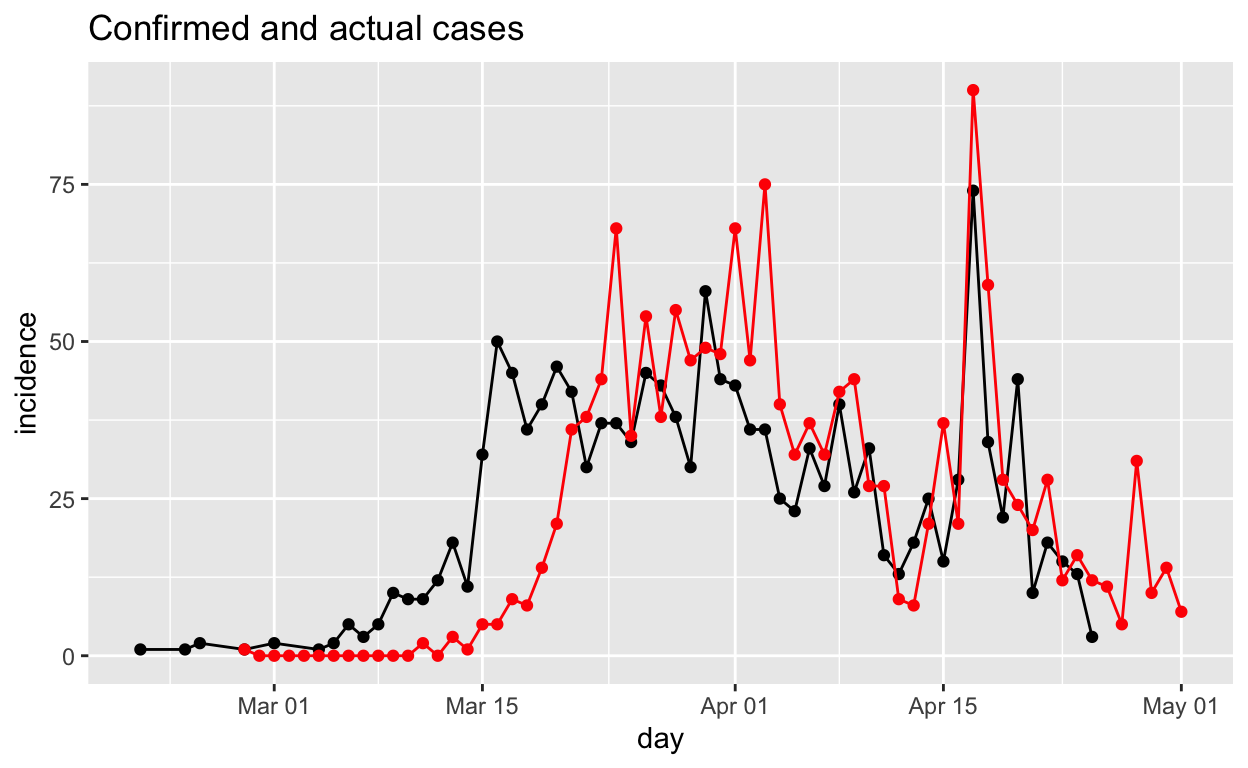 Confirmed and actual cases
incidence
75
50
25
0
Mar 01
Mar 15
Apr 01
Apr 15
May 01
day